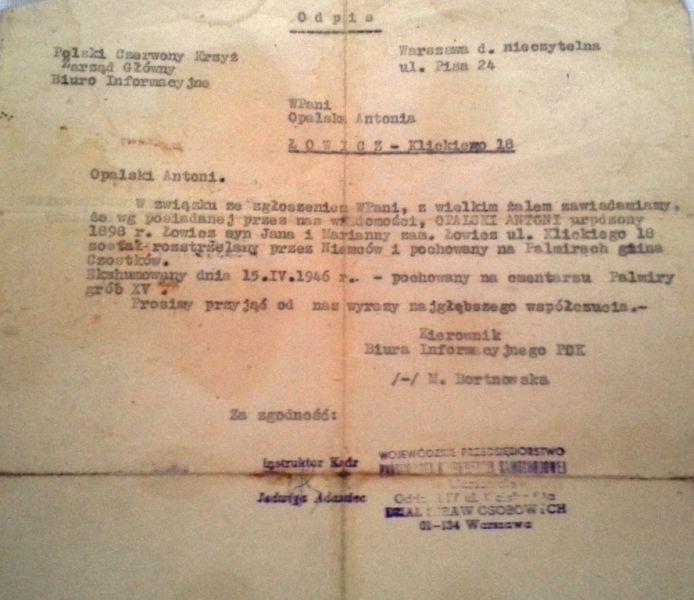 Odpis
Polski Czerwony Krzyż
Zarząd Główny
Biuro Informacyjne
Warszawa d. nieczytelna
ul. Pisa 24
WPani
Opalska Antonia
ŁOWICZ - Klickiego 18
Opalski Antoni.
W związku ze zgłoszeniem WPani, z wielkim żalem zawiadamiamy,
że wg posiadanej przez nas wiadomości, OPALSKI ANTONI urodzony
1898 r. Łowicz syn Jana i Marianny zam. Łowicz ul. Klickiego 18
został rozstrzelany przez Niemców i pochowany na Palmirach gmina
Czostków.
Ekshumowany dnia 15.IV.1946 r. - pochowany na cmentarzu Palmiry
grób XV.
Prosimy przyjąć od nas wyrazy najgłębszego współczucia.-
Kierownik
Biura Informacyjnego PCK
/-/ M. Bortnowska
Za zgodność:
Instruktor Kadr
Jadwiga Adamiec
WOJEWÓDZKIE PRZEDSIĘBIORSTWO
DZIAŁ SPRAW OSOBOWYCH
01-134 Warszawa